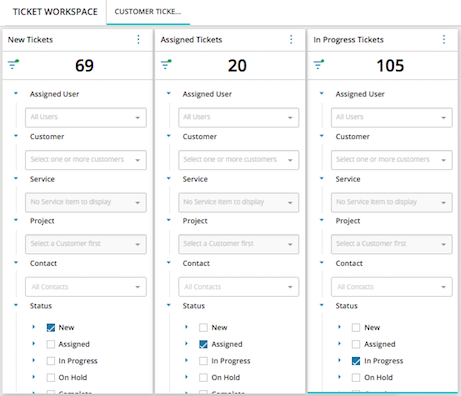 TICKET WORKSPACE
CUSTOMER TICKE...
New Tickets
69
Assigned User
All Users
Customer
Select one or more customers
Service
No Service item to display
Project
Select a Customer first
Contact
All Contacts
Status
New
Assigned
In Progress
On Hold
Complete
Assigned Tickets
20
Assigned User
All Users
Customer
Select one or more customers
Service
No Service item to display
Project
Select a Customer first
Contact
All Contacts
Status
New
Assigned
In Progress
On Hold
Complete
In Progress Tickets
105
Assigned User
All Users
Customer
Select one or more customers
Service
No Service item to display
Project
Select a Customer first
Contact
All Contacts
Status
New
Assigned
In Progress
On Hold
Complete